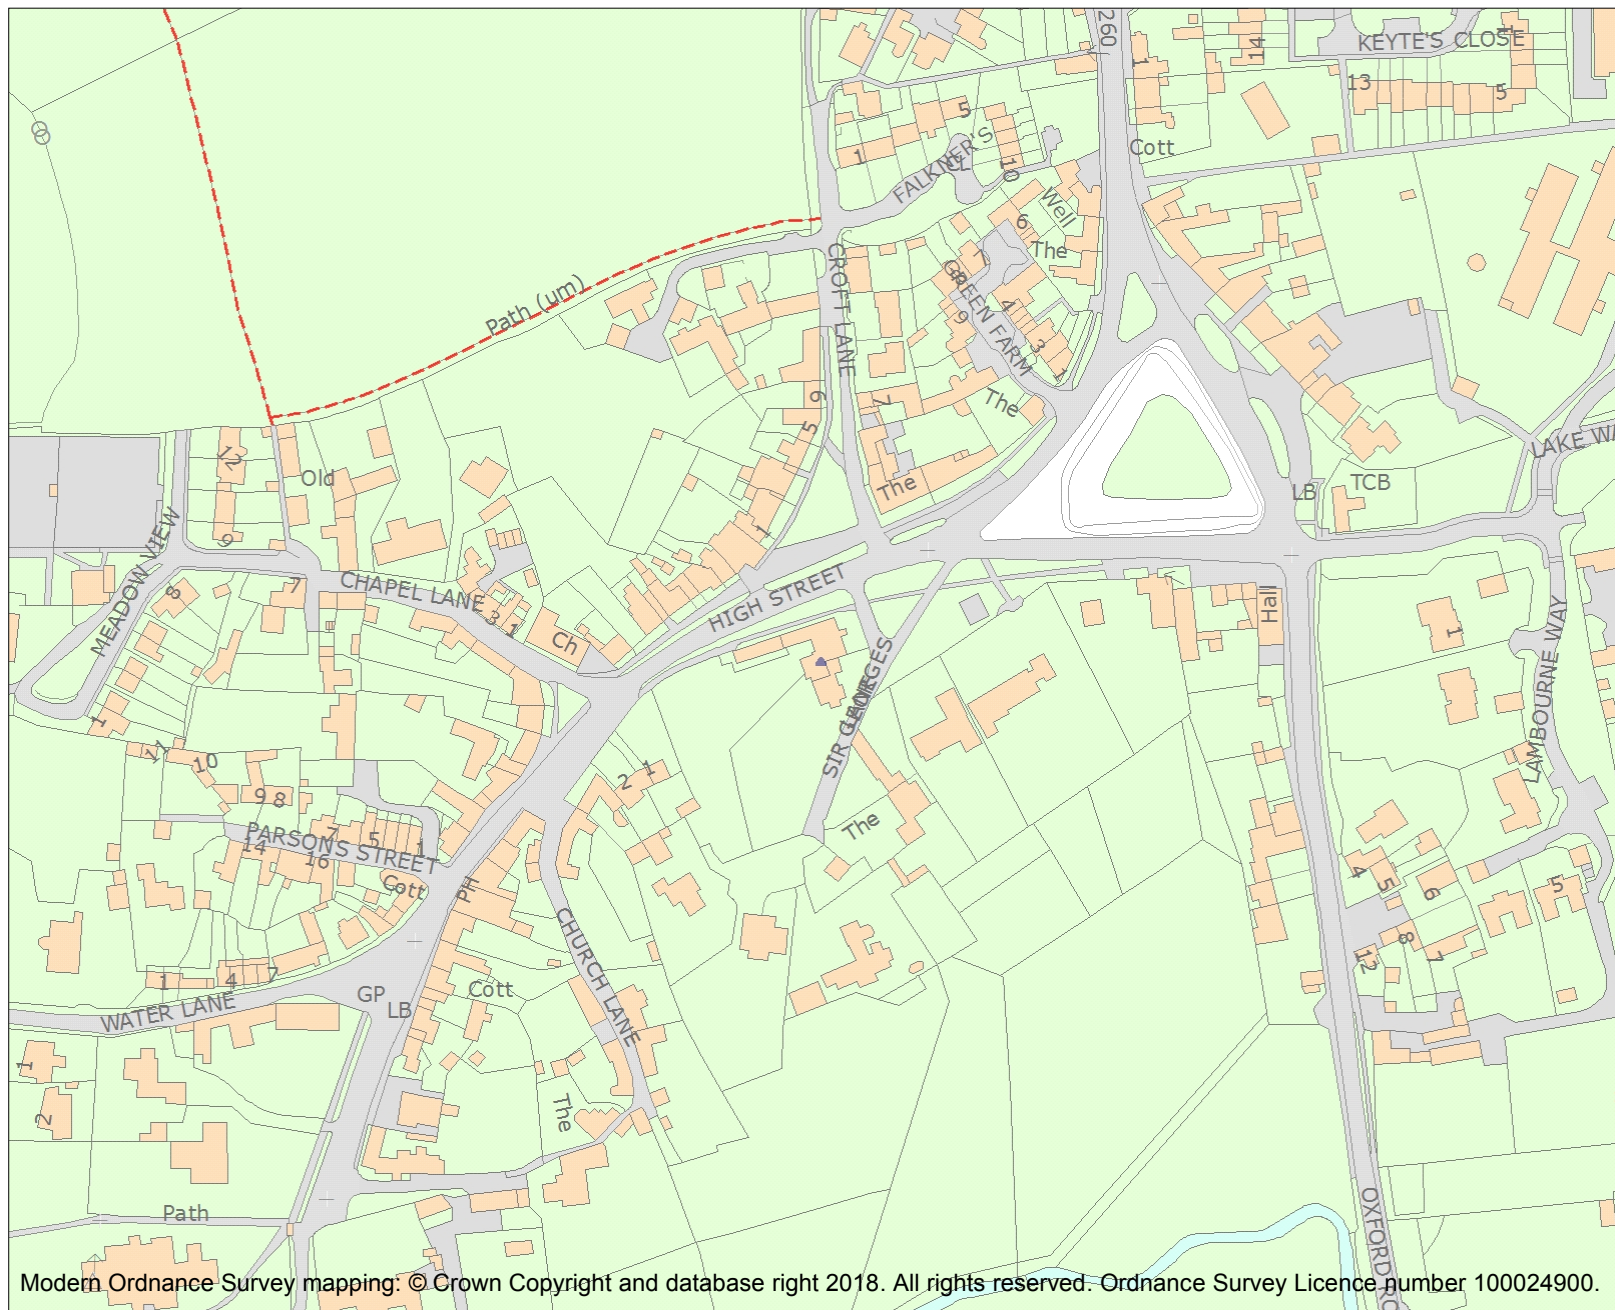 260
KEYTE'S CLOSE
1
14
13
5
1
5
1
Cott
FALKNER'S
CL
10
Well
6
The
7
8
GREEN FARM
4
9
3
1
The
Path (um)
CROFT LANE
6
5
7
The
1
LAKE WA
LB
TCB
12
Old
9
MEADOW VIEW
8
7
CHAPEL LANE
3
1
Ch
HIGH STREET
Hall
1
LAMBOURNE WAY
SIR GEORGES
LANE
1
11
10
9
8
2
1
The
PARSONS STREET
7
5
1
14
16
Cott
PH
CHURCH LANE
4
5
6
5
8
7
12
1
4
7
WATER LANE
GP
LB
Cott
The
1
2
Path
OXFORD RO
Modern Ordnance Survey mapping: © Crown Copyright and database right 2018. All rights reserved. Ordnance Survey Licence number 100024900.